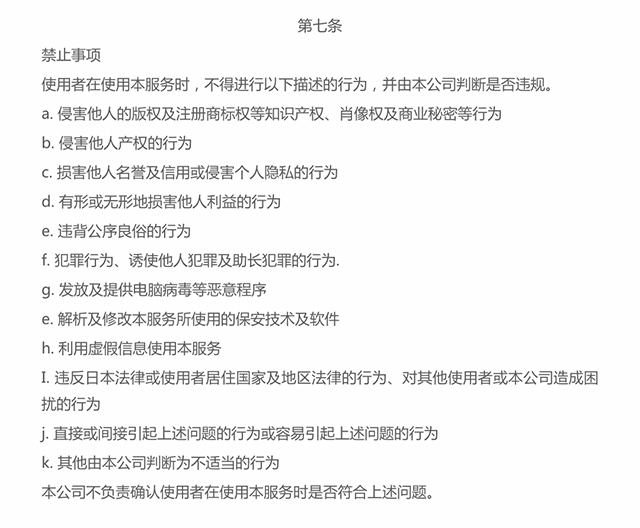 第七条
禁止事项
使用者在使用本服务时，不得进行以下描述的行为，并由本公司判断是否违规。
a. 侵害他人的版权及注册商标权等知识产权、肖像权及商业秘密等行为
b. 侵害他人产权的行为
c. 损害他人名誉及信用或侵害个人隐私的行为
d. 有形或无形地损害他人利益的行为
e. 违背公序良俗的行为
f. 犯罪行为、诱使他人犯罪及助长犯罪的行为.
g. 发放及提供电脑病毒等恶意程序
e. 解析及修改本服务所使用的保安技术及软件
h. 利用虚假信息使用本服务
I. 违反日本法律或使用者居住国家及地区法律的行为、对其他使用者或本公司造成困
扰的行为
j. 直接或间接引起上述问题的行为或容易引起上述问题的行为
k. 其他由本公司判断为不适当的行为
本公司不负责确认使用者在使用本服务时是否符合上述问题。